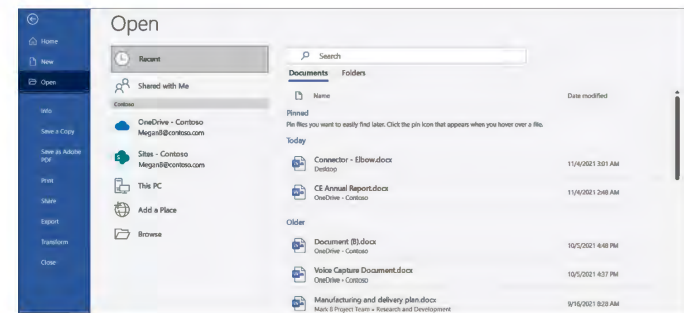 Open
Home
New
Open
Info
Save a Copy
Save as Adobe
PDF
Print
Share
Export
Transform
Close
Recent
Shared with Me
Contoso
OneDrive - Contoso
MeganB@contoso.com
Sites - Contoso
MeganB@contoso.com
This PC
Add a Place
Browse
Search
Documents Folders
Name Date modified
Pinned
Pin files you want to easily find later. Click the pin icon that appears when you hover over a file.
Today
Connector - Elbow.docx 11/4/2021 3:01 AM
Desktop
CE Annual Report.docx 11/4/2021 2:48 AM
OneDrive - Contoso
Older
Document (B).docx 10/5/2021 4:48 PM
OneDrive - Contoso
Voice Capture Document.docx 10/5/2021 4:37 PM
OneDrive - Contoso
Manufacturing and delivery plan.docx 9/16/2021 8:28 AM
Mark 8 Project Team • Research and Development